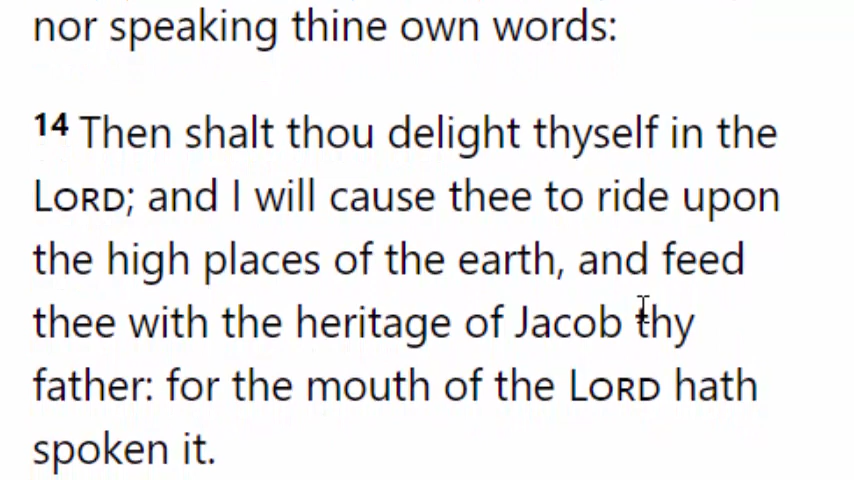 nor speaking thine own words:
14 Then shalt thou delight thyself in the
LORD; and I will cause thee to ride upon
the high places of the earth, and feed
thee with the heritage of Jacob thy
father: for the mouth of the LORD hath
spoken it.